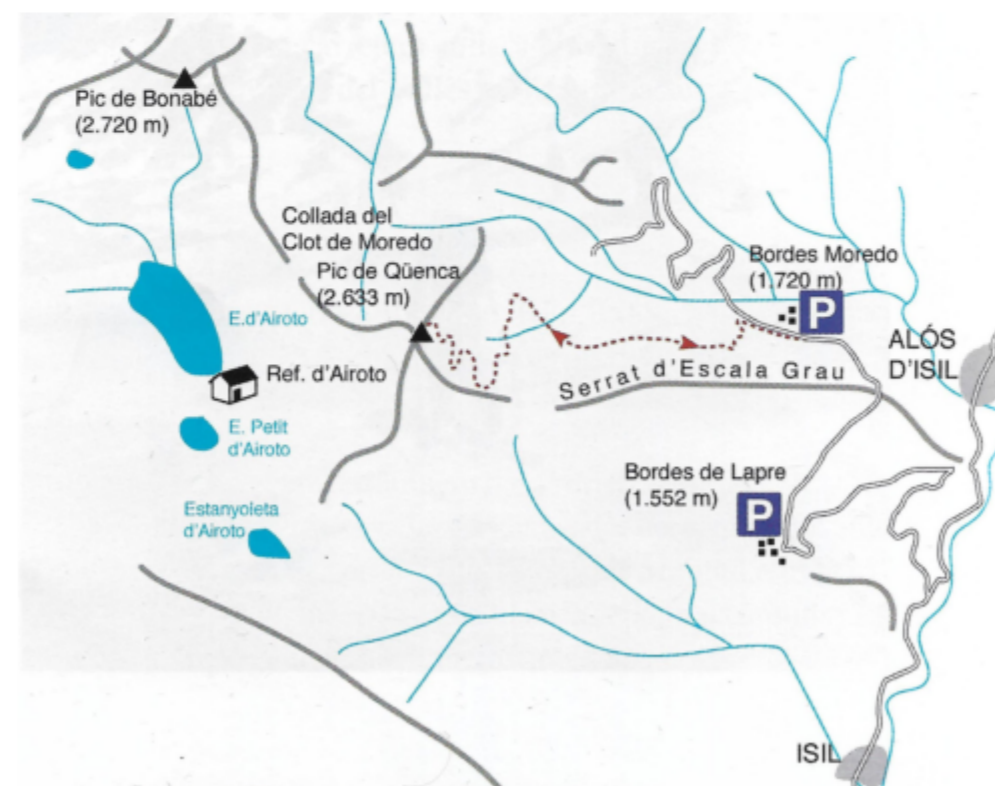 Pic de Bonabé
(2.720 m)
Collada del
Clot de Moredo
Pic de Qüenca
(2.633 m)
Bordes Moredo
(1.720 m)
P
E.d'Airoto
ALÓS
D'ISIL
Ref. d'Airoto
Serrat d'Escala Grau
E. Petit
d'Airoto
Bordes de Lapre
(1.552 m)
P
Estanyoleta
d'Airoto
ISIL